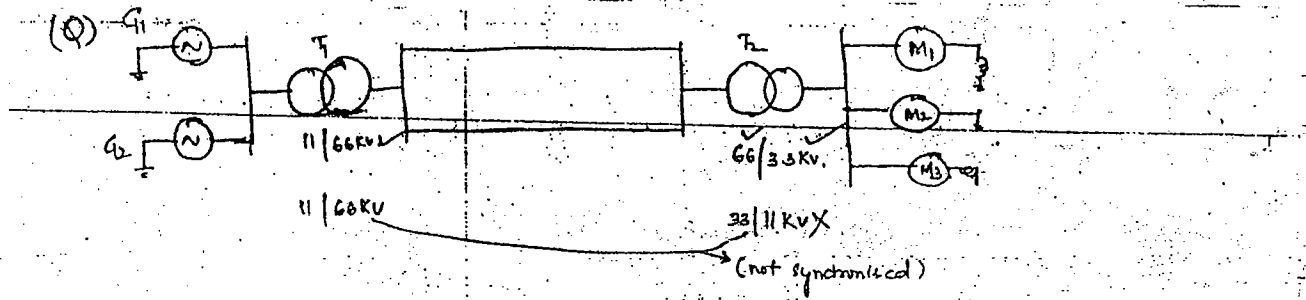 (Q) G1
T1
T2
M1
G2
11/66KV
66/3.3KV.
M2
M3
11/66KV
33/11KV X
(not synchronised)